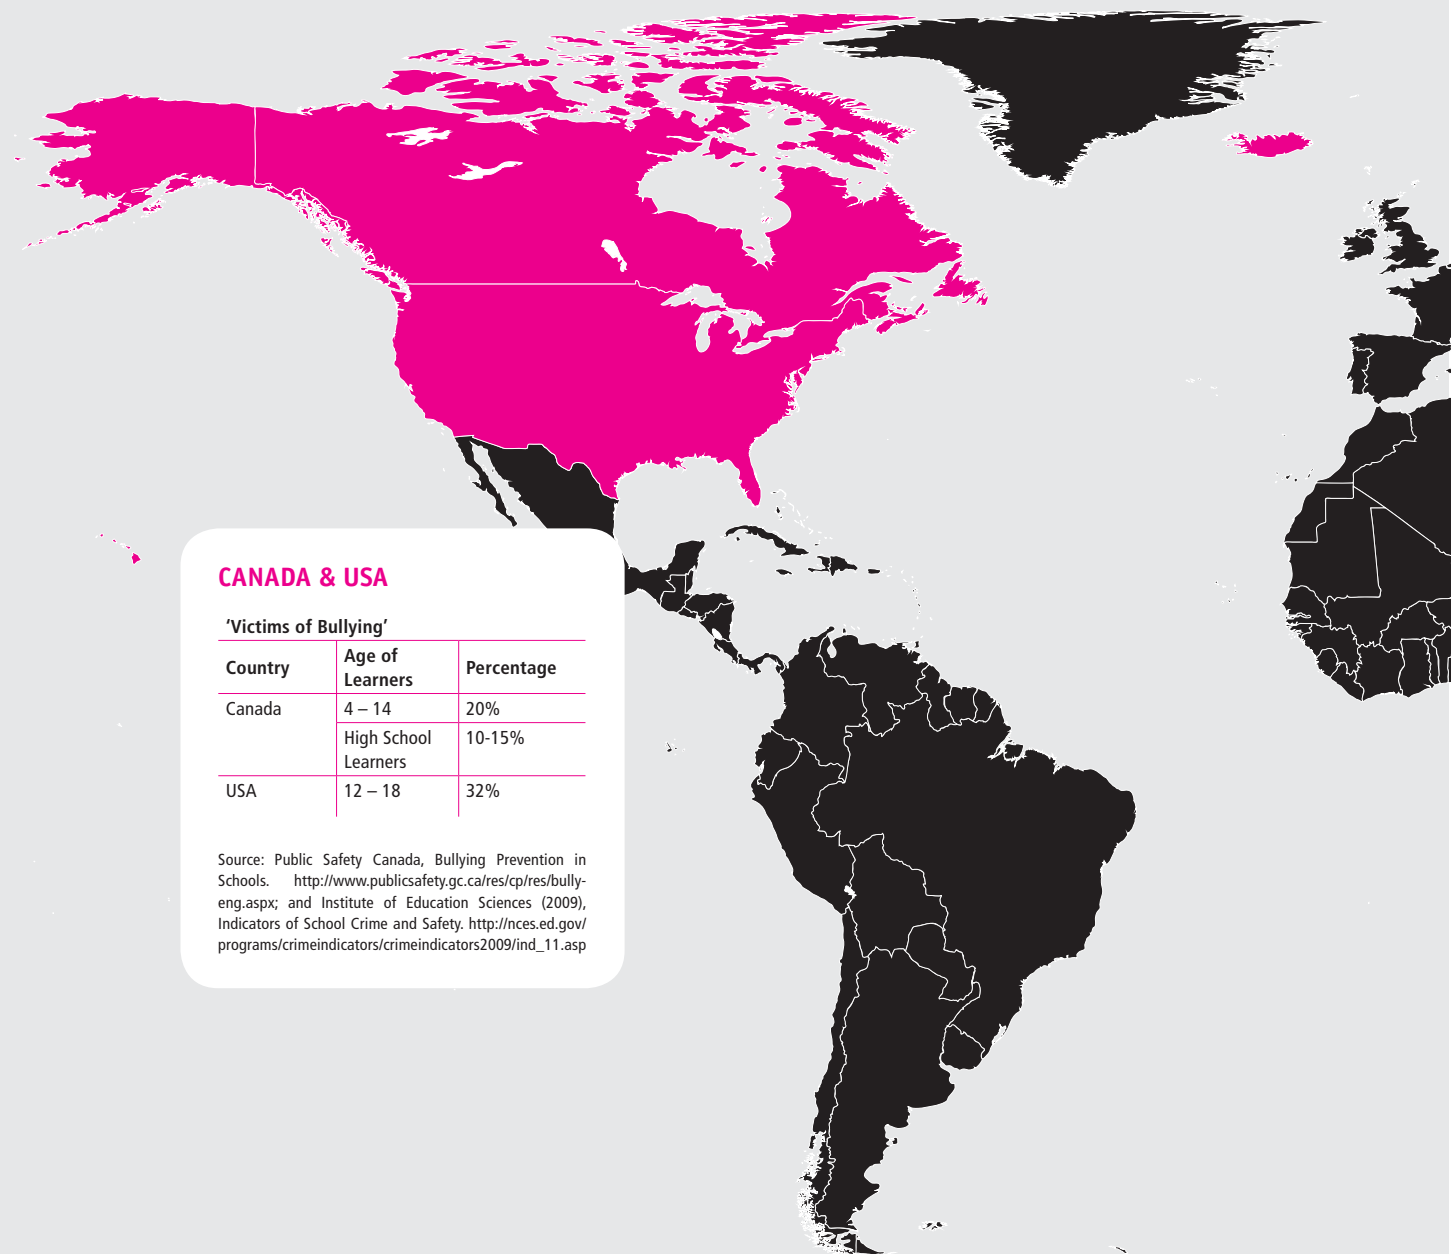 CANADA & USA
‘Victims of Bullying’
Country Age of Learners Percentage
Canada 4 – 14 20%
High School Learners 10-15%
USA 12 – 18 32%
Source: Public Safety Canada, Bullying Prevention in
Schools. http://www.publicsafety.gc.ca/res/cp/res/bully-
eng.aspx; and Institute of Education Sciences (2009),
Indicators of School Crime and Safety. http://nces.ed.gov/
programs/crimeindicators/crimeindicators2009/ind_11.asp